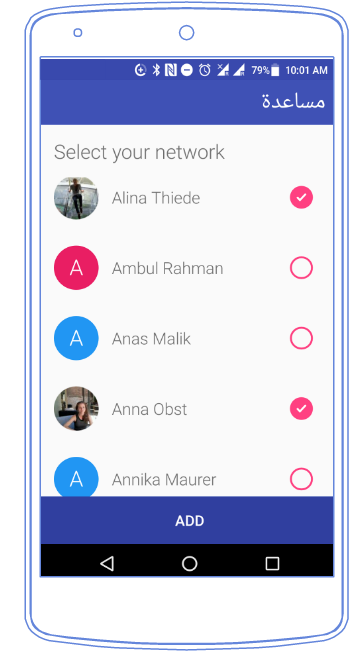 79% 10:01 AM
مساعدة
Select your network
Alina Thiede
A Ambul Rahman
A Anas Malik
Anna Obst
A Annika Maurer
ADD